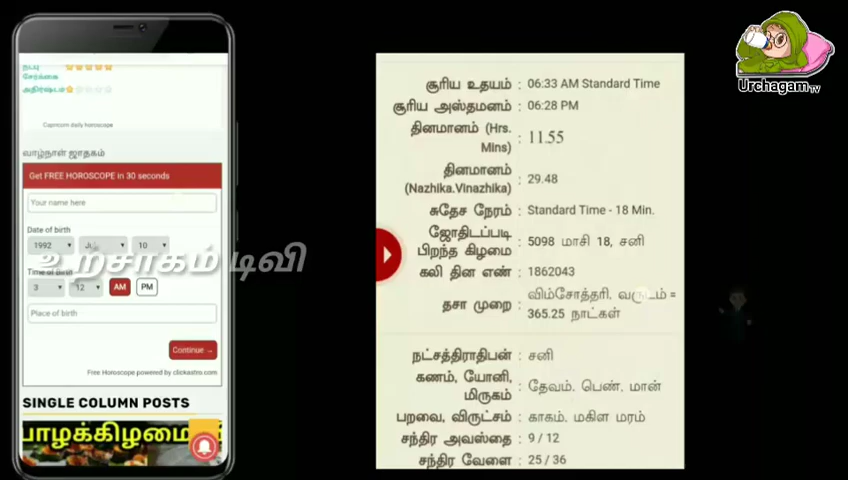 Urchagam TV
நட்பு
சேர்க்கை
அதிர்ஷ்டம்
Capricorn daily horoscope
வாழ்நாள் ஜாதகம்
Get FREE HOROSCOPE in 30 seconds
Your name here
Date of birth
1992 10
உற்சாகம் டிவி
Time of Birth
3 12 AM PM
Place of birth
Continue →
Free Horoscope powered by clickastro.com
SINGLE COLUMN POSTS
சூரிய உதயம் : 06:33 AM Standard Time
சூரிய அஸ்தமனம் : 06:28 PM
தினமானம் (Hrs.
Mins) : 11.55
தினமானம்
(Nazhika.Vinazhika) : 29.48
சுதேச நேரம் : Standard Time - 18 Min.
ஜோதிடப்படி
பிறந்த கிழமை : 5098 மாசி 18, சனி
கலி தின எண் : 1862043
தசா முறை : விம்சோத்தரி, வருடம் =
365.25 நாட்கள்
நட்சத்திராதிபன் : சனி
கணம், யோனி,
மிருகம் : தேவம், பெண், மான்
பறவை, விருட்சம் : காகம், மகிள மரம்
சந்திர அவஸ்தை : 9 / 12
சந்திர வேளை : 25 / 36